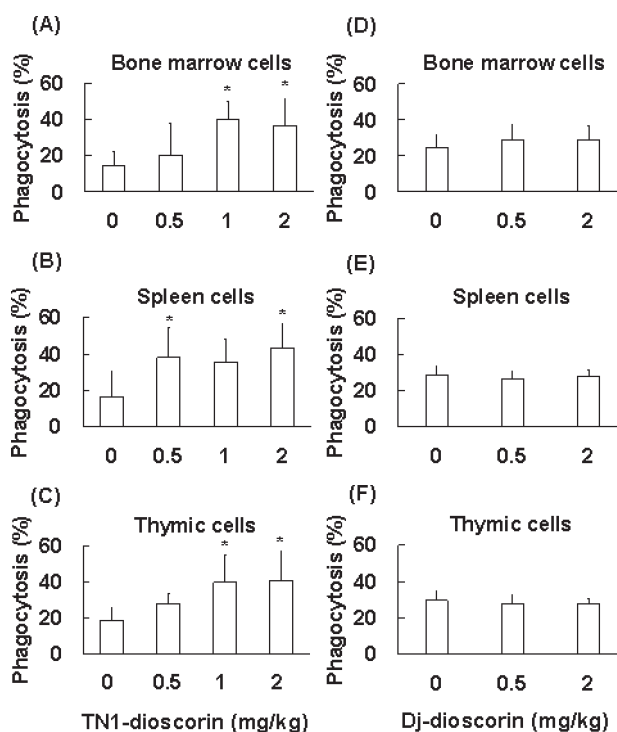 (A)
Bone marrow cells
Phagocytosis (%)
60
40
20
0
* *
0 0.5 1 2
(B)
Spleen cells
Phagocytosis (%)
60
40
20
0
* *
0 0.5 1 2
(C)
Thymic cells
Phagocytosis (%)
60
40
20
0
* *
0 0.5 1 2
TN1-dioscorin (mg/kg)
(D)
Bone marrow cells
Phagocytosis (%)
60
40
20
0
0 0.5 2
(E)
Spleen cells
Phagocytosis (%)
60
40
20
0
0 0.5 2
(F)
Thymic cells
Phagocytosis (%)
60
40
20
0
0 0.5 2
Dj-dioscorin (mg/kg)